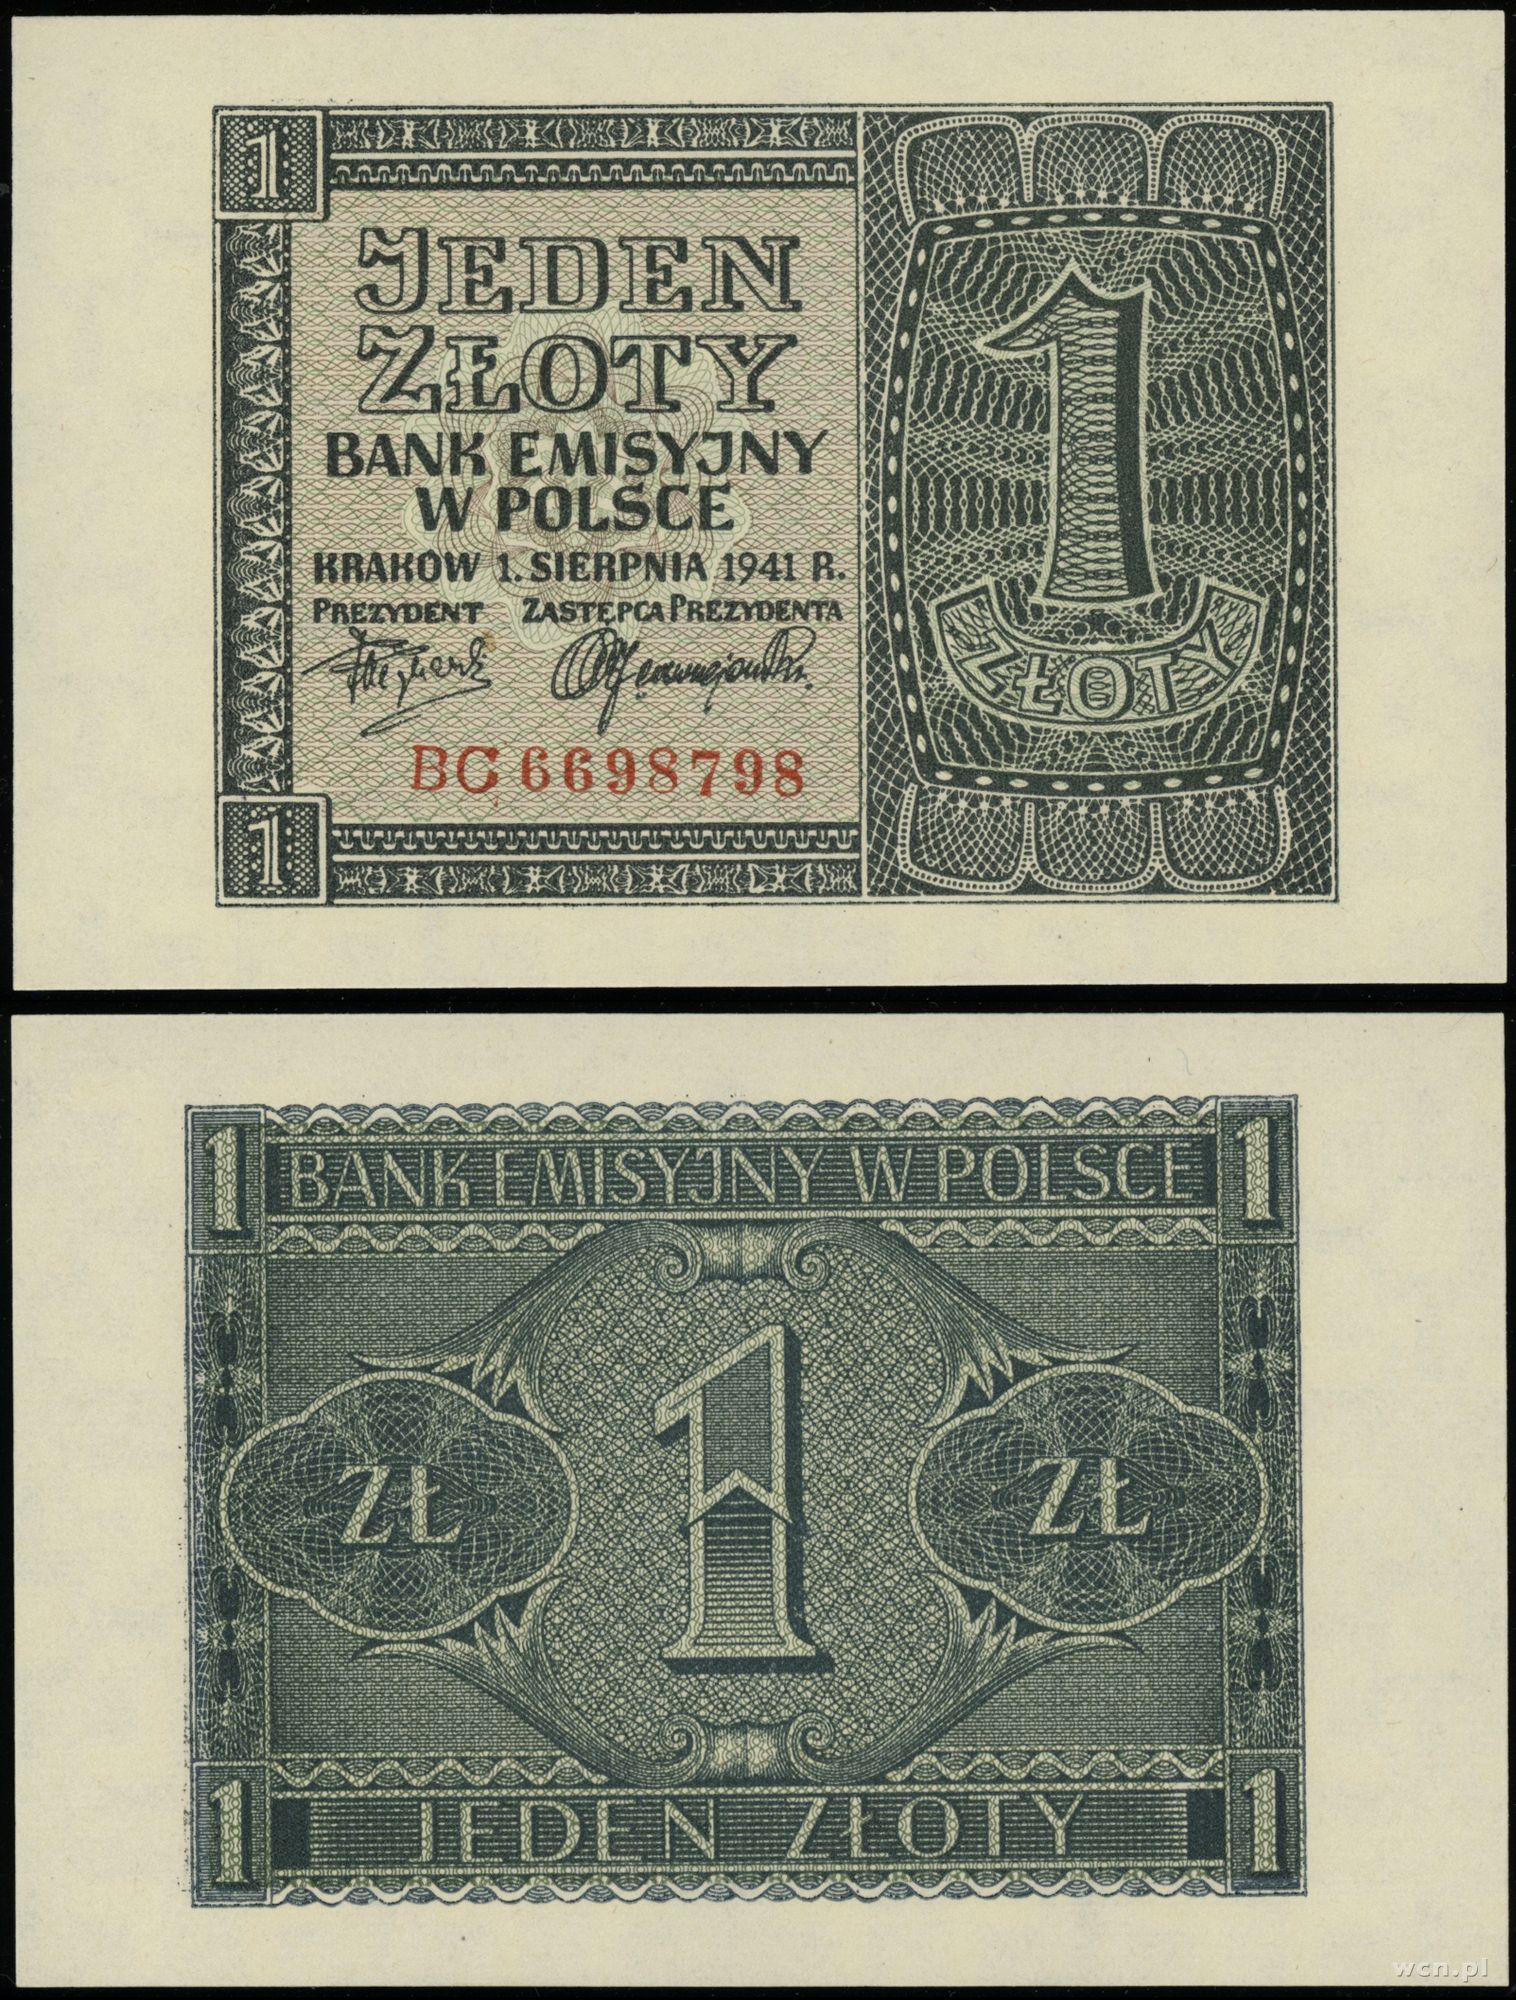 1
JEDEN
ZŁOTY
BANK EMISYJNY
W POLSCE
KRAKÓW 1. SIERPNIA 1941 R.
PREZYDENT ZASTĘPCA PREZYDENTA
BC 6698798
1
1
ZŁOTY
1 BANK EMISYJNY W POLSCE 1
ZŁ 1 ZŁ
1 JEDEN ZŁOTY 1
wcn.pl